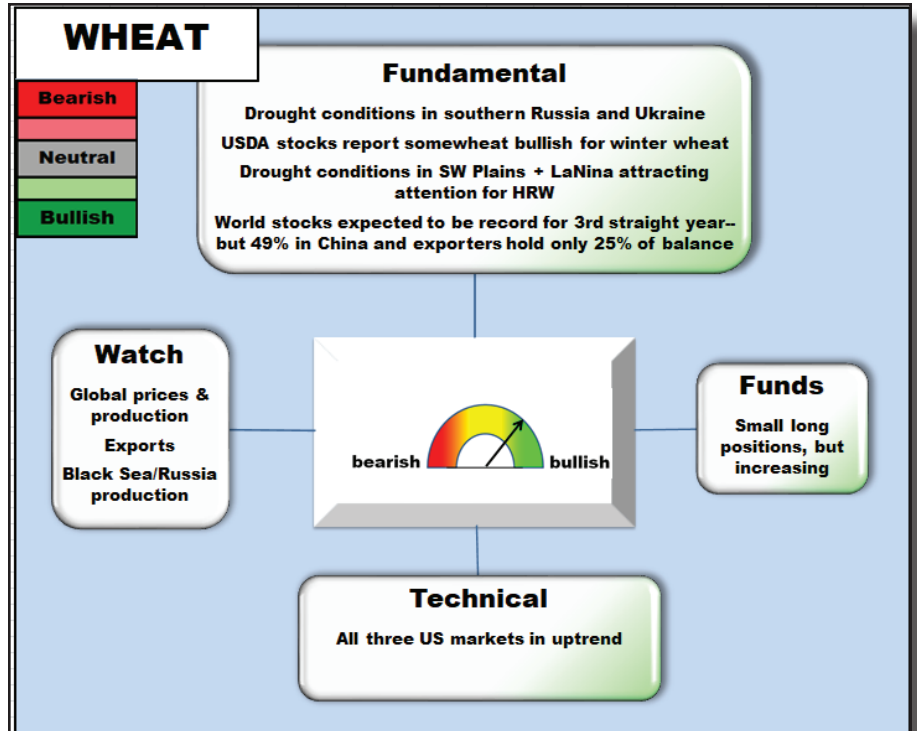 WHEAT
Bearish
Neutral
Bullish
Fundamental
Drought conditions in southern Russia and Ukraine
USDA stocks report somewheat bullish for winter wheat
Drought conditions in SW Plains + LaNina attracting
attention for HRW
World stocks expected to be record for 3rd straight year--
but 49% in China and exporters hold only 25% of balance
Watch
Global prices &
production
Exports
Black Sea/Russia
production
bearish
bullish
Funds
Small long
positions, but
increasing
Technical
All three US markets in uptrend